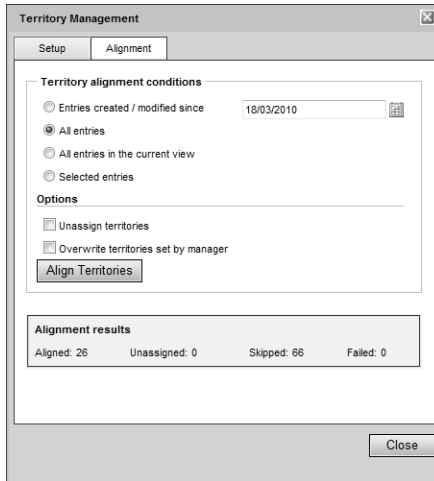 Territory Management
Setup Alignment
Territory alignment conditions
Entries created / modified since 18/03/2010
All entries
All entries in the current view
Selected entries
Options
Unassign territories
Overwrite territories set by manager
Align Territories
Alignment results
Aligned: 26 Unassigned: 0 Skipped: 66 Failed: 0
Close